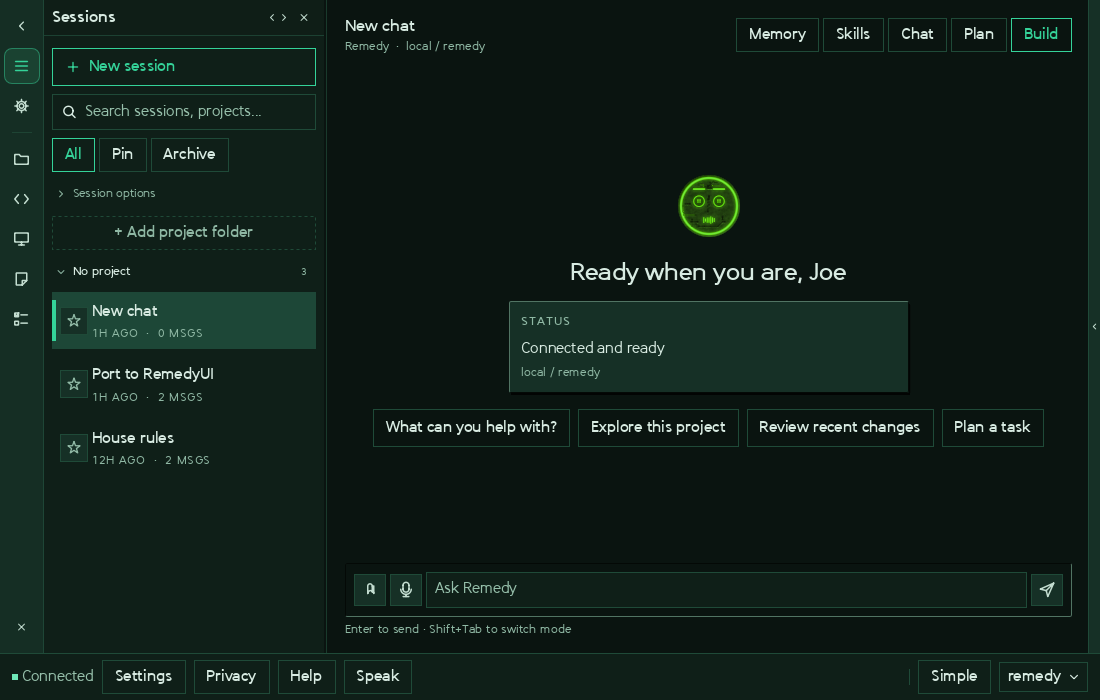 Sessions
New session
Search sessions, projects...
All
Pin
Archive
Session options
+ Add project folder
No project
3
New chat
1H AGO · 0 MSGS
Port to RemedyUI
1H AGO · 2 MSGS
House rules
12H AGO · 2 MSGS
New chat
Remedy · local / remedy
Memory
Skills
Chat
Plan
Build
Ready when you are, Joe
STATUS
Connected and ready
local / remedy
What can you help with?
Explore this project
Review recent changes
Plan a task
Ask Remedy
Enter to send · Shift+Tab to switch mode
Connected
Settings
Privacy
Help
Speak
Simple
remedy